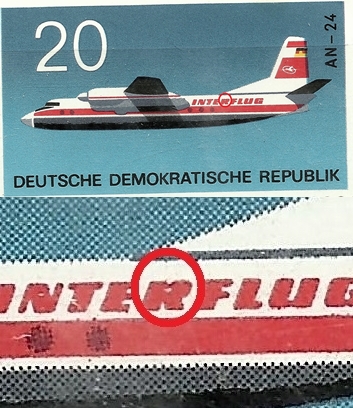 20
AN-24
INTERFLUG
DEUTSCHE DEMOKRATISCHE REPUBLIK
INTERFLUG